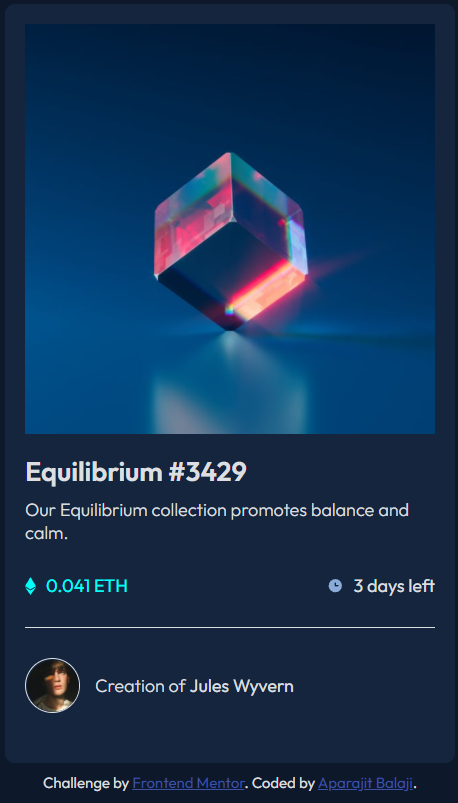 Equilibrium #3429
Our Equilibrium collection promotes balance and
calm.
0.041 ETH
3 days left
Creation of Jules Wyvern
Challenge by Frontend Mentor. Coded by Aparajit Balaji.